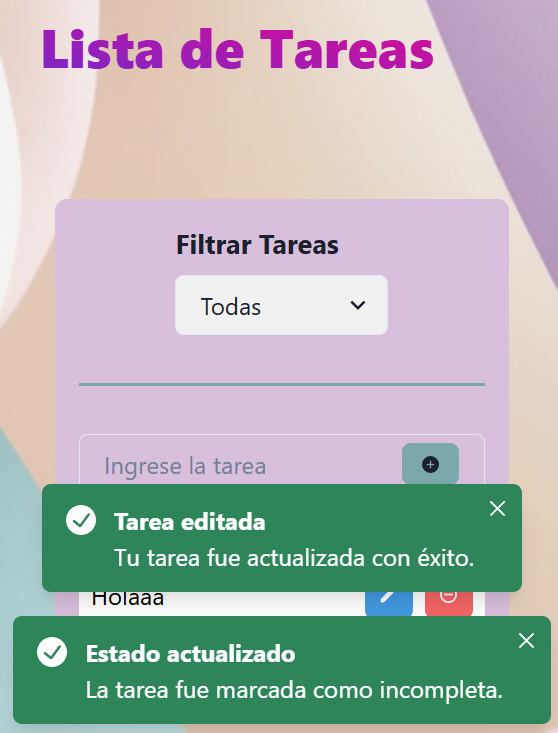 Lista de Tareas
Filtrar Tareas
Todas
Ingrese la tarea
Tarea editada
Tu tarea fue actualizada con éxito.
Holaaa
Estado actualizado
La tarea fue marcada como incompleta.